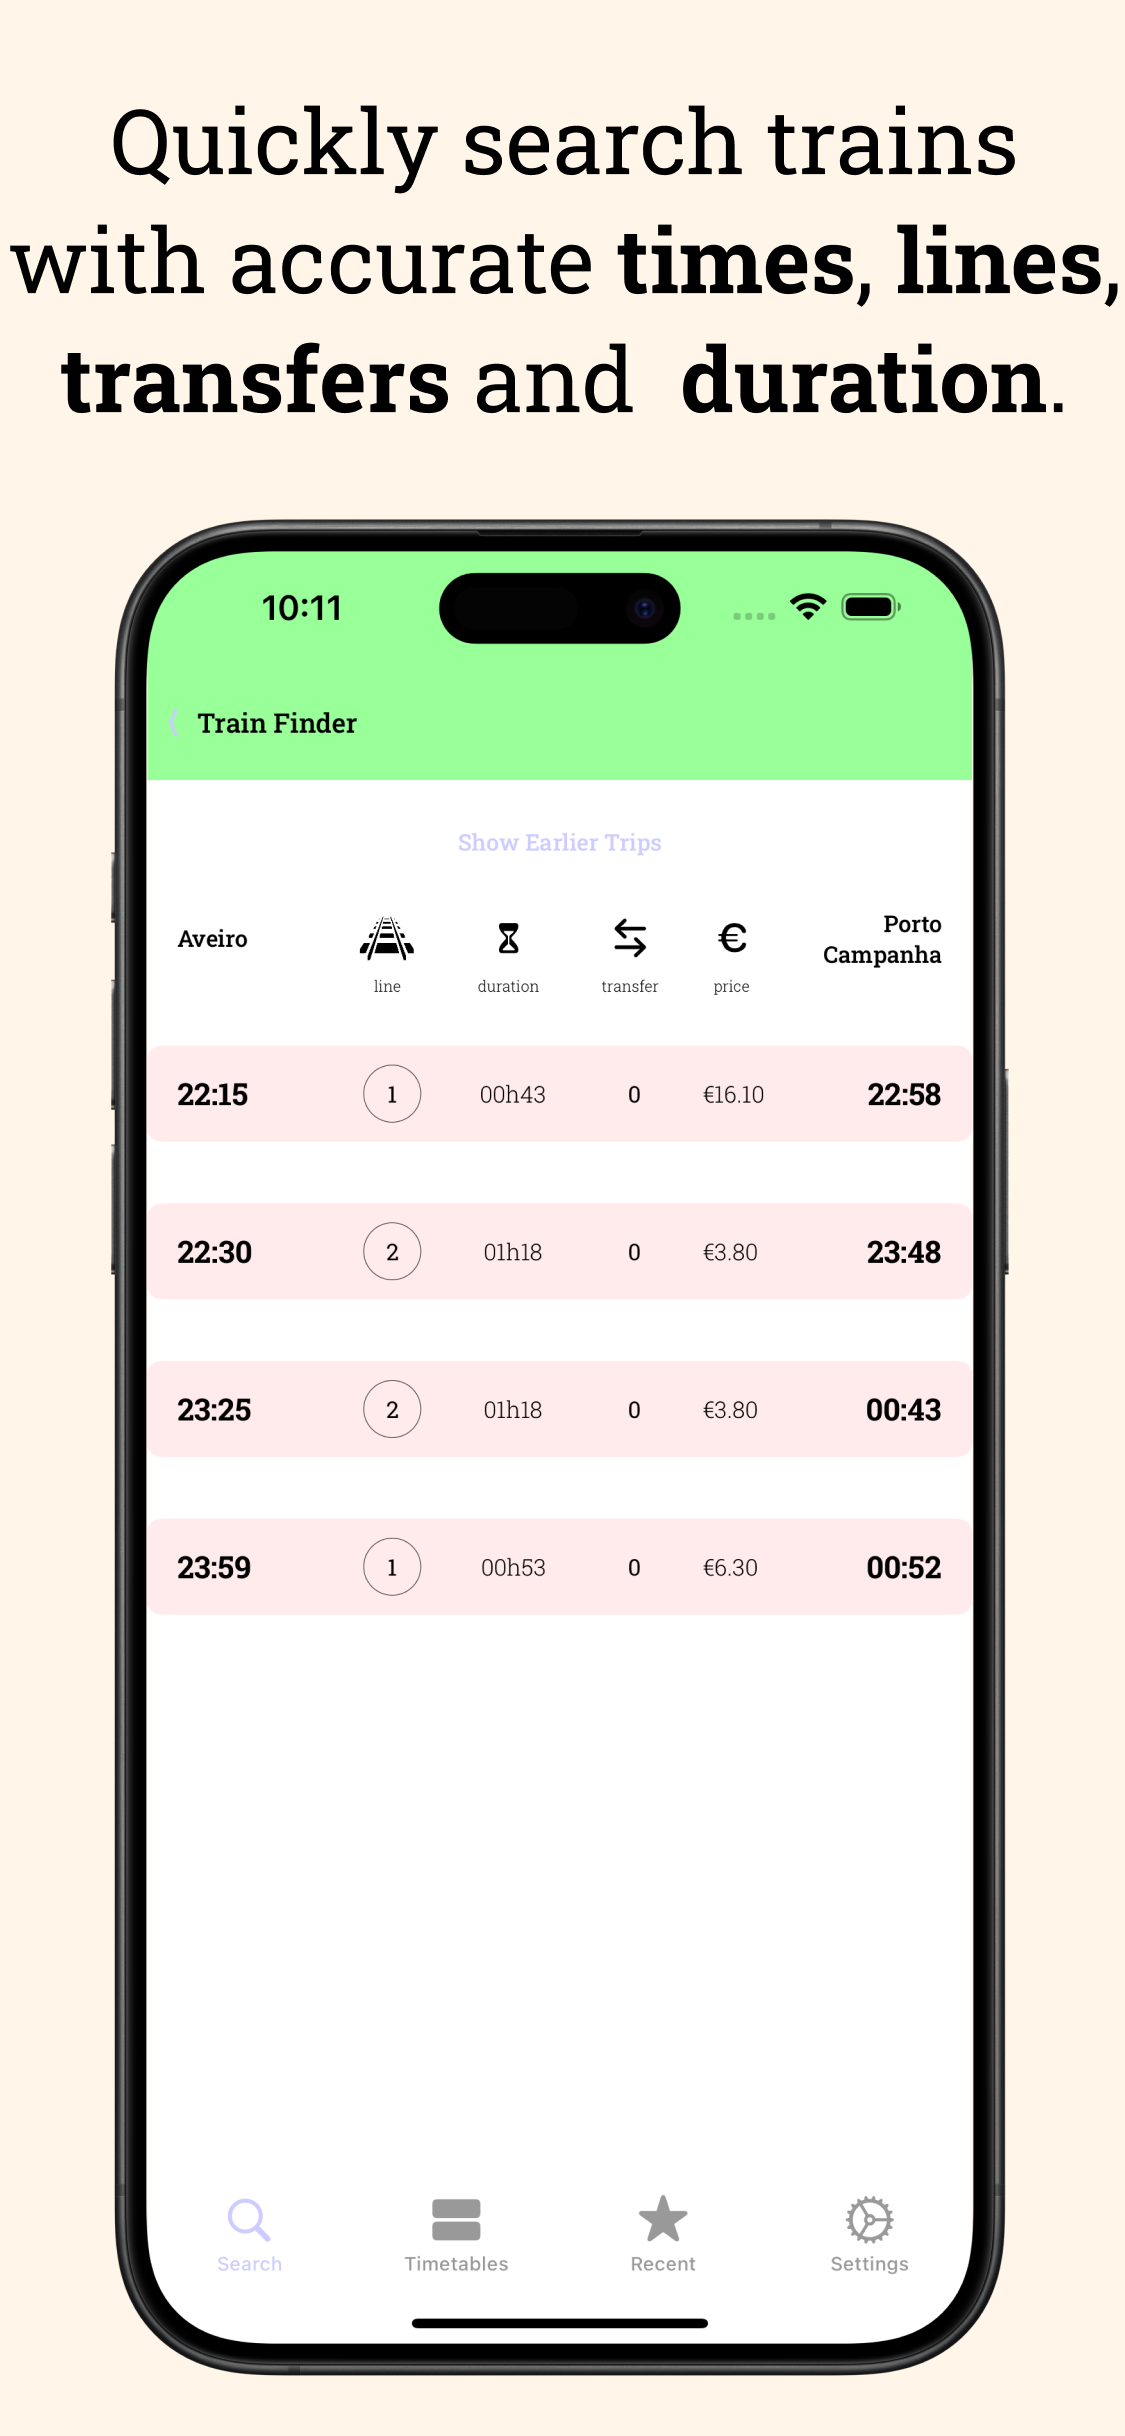 Quickly search trains
with accurate times, lines,
transfers and duration.
10:11
Train Finder
Show Earlier Trips
Aveiro
line
duration
transfer
€
price
Porto
Campanha
22:15 1 00h43 0 €16.10 22:58
22:30 2 01h18 0 €3.80 23:48
23:25 2 01h18 0 €3.80 00:43
23:59 1 00h53 0 €6.30 00:52
Search Timetables Recent Settings